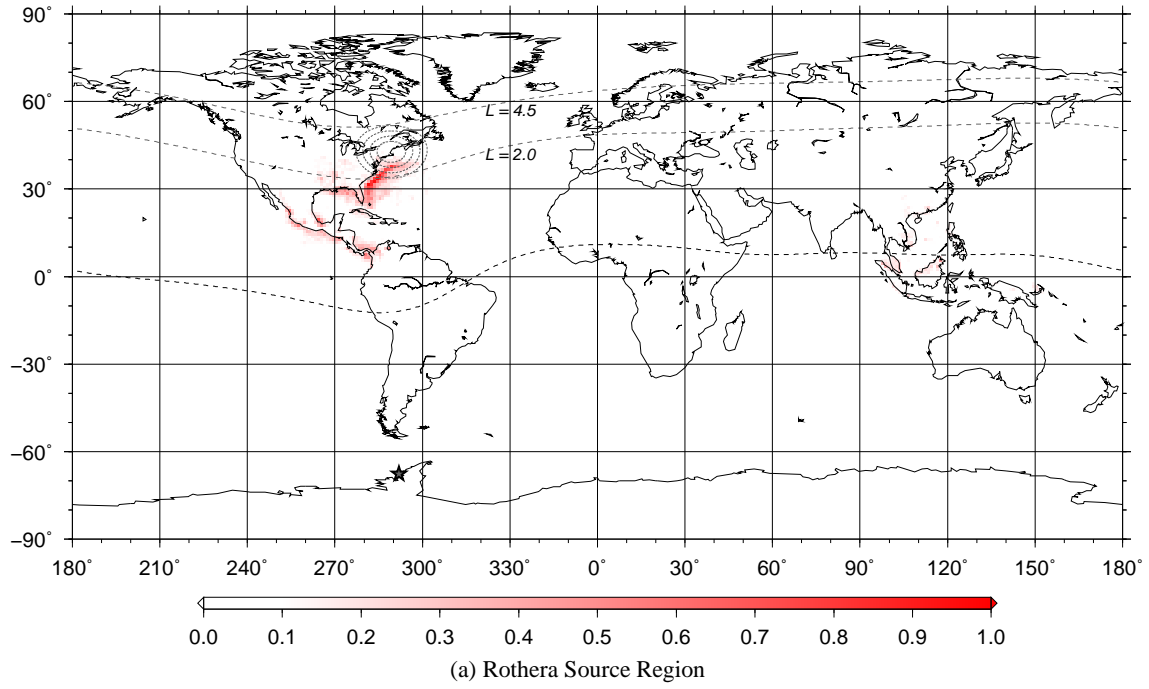 90˚
60˚
L = 4.5
L = 2.0
30˚
0˚
−30˚
−60˚
−90˚
180˚ 210˚ 240˚ 270˚ 300˚ 330˚ 0˚ 30˚ 60˚ 90˚ 120˚ 150˚ 180˚
0.0 0.1 0.2 0.3 0.4 0.5 0.6 0.7 0.8 0.9 1.0
(a) Rothera Source Region